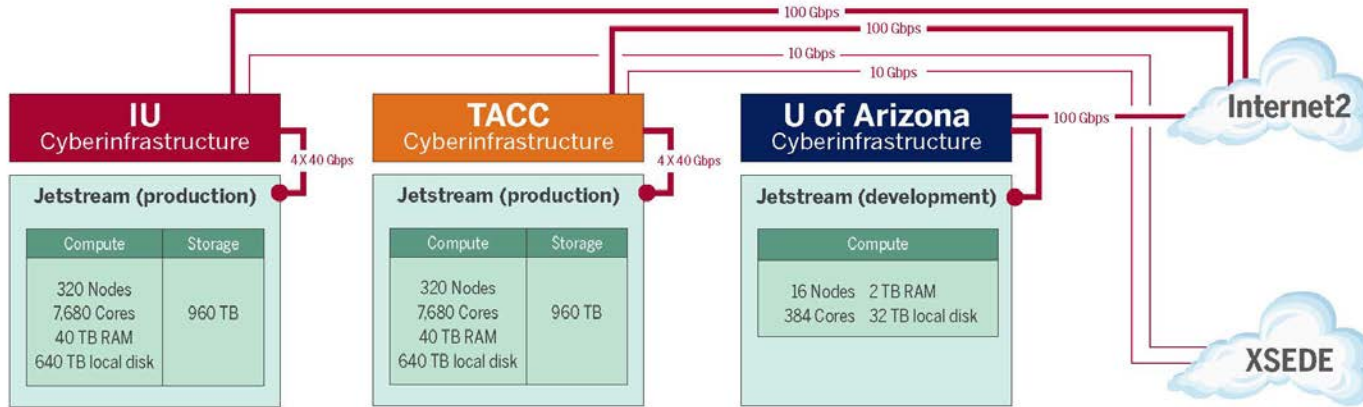 100 Gbps
100 Gbps
10 Gbps
10 Gbps
Internet2
IU
Cyberinfrastructure
4 X 40 Gbps
TACC
Cyberinfrastructure
4 X 40 Gbps
U of Arizona
Cyberinfrastructure
100 Gbps
Jetstream (production)
Compute Storage
320 Nodes
7,680 Cores
40 TB RAM
640 TB local disk
960 TB
Jetstream (production)
Compute Storage
320 Nodes
7,680 Cores
40 TB RAM
640 TB local disk
960 TB
Jetstream (development)
Compute
16 Nodes 2 TB RAM
384 Cores 32 TB local disk
XSEDE